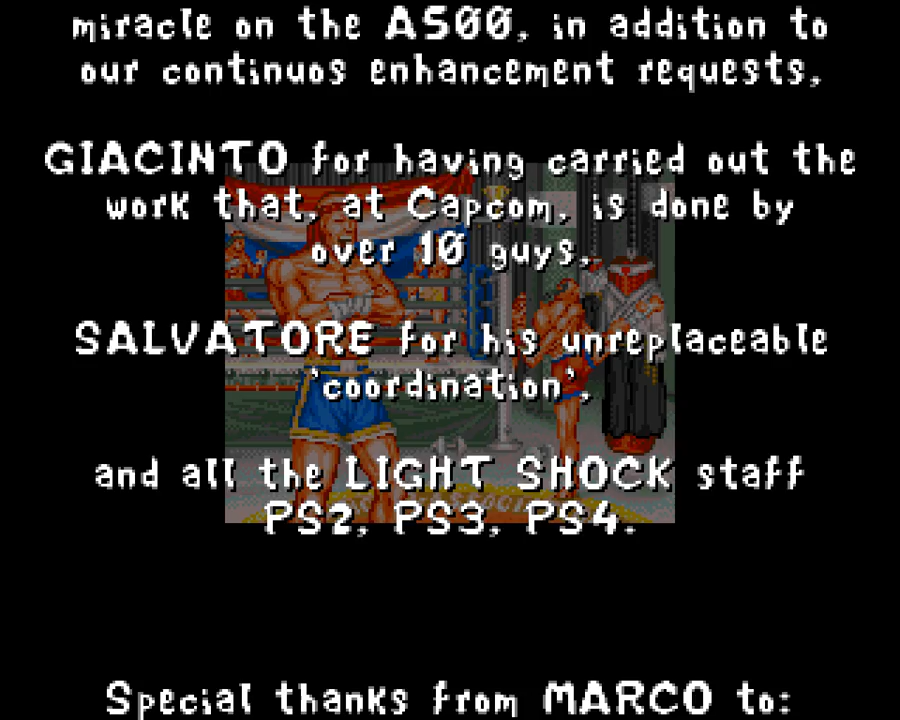 miracle on the A500, in addition to
our continuos enhancement requests,
GIACINTO for having carried out the
work that, at Capcom, is done by
over 10 guys,
SALVATORE for his unreplaceable
'coordination',
and all the LIGHT SHOCK staff
PS2, PS3, PS4.
Special thanks from MARCO to: